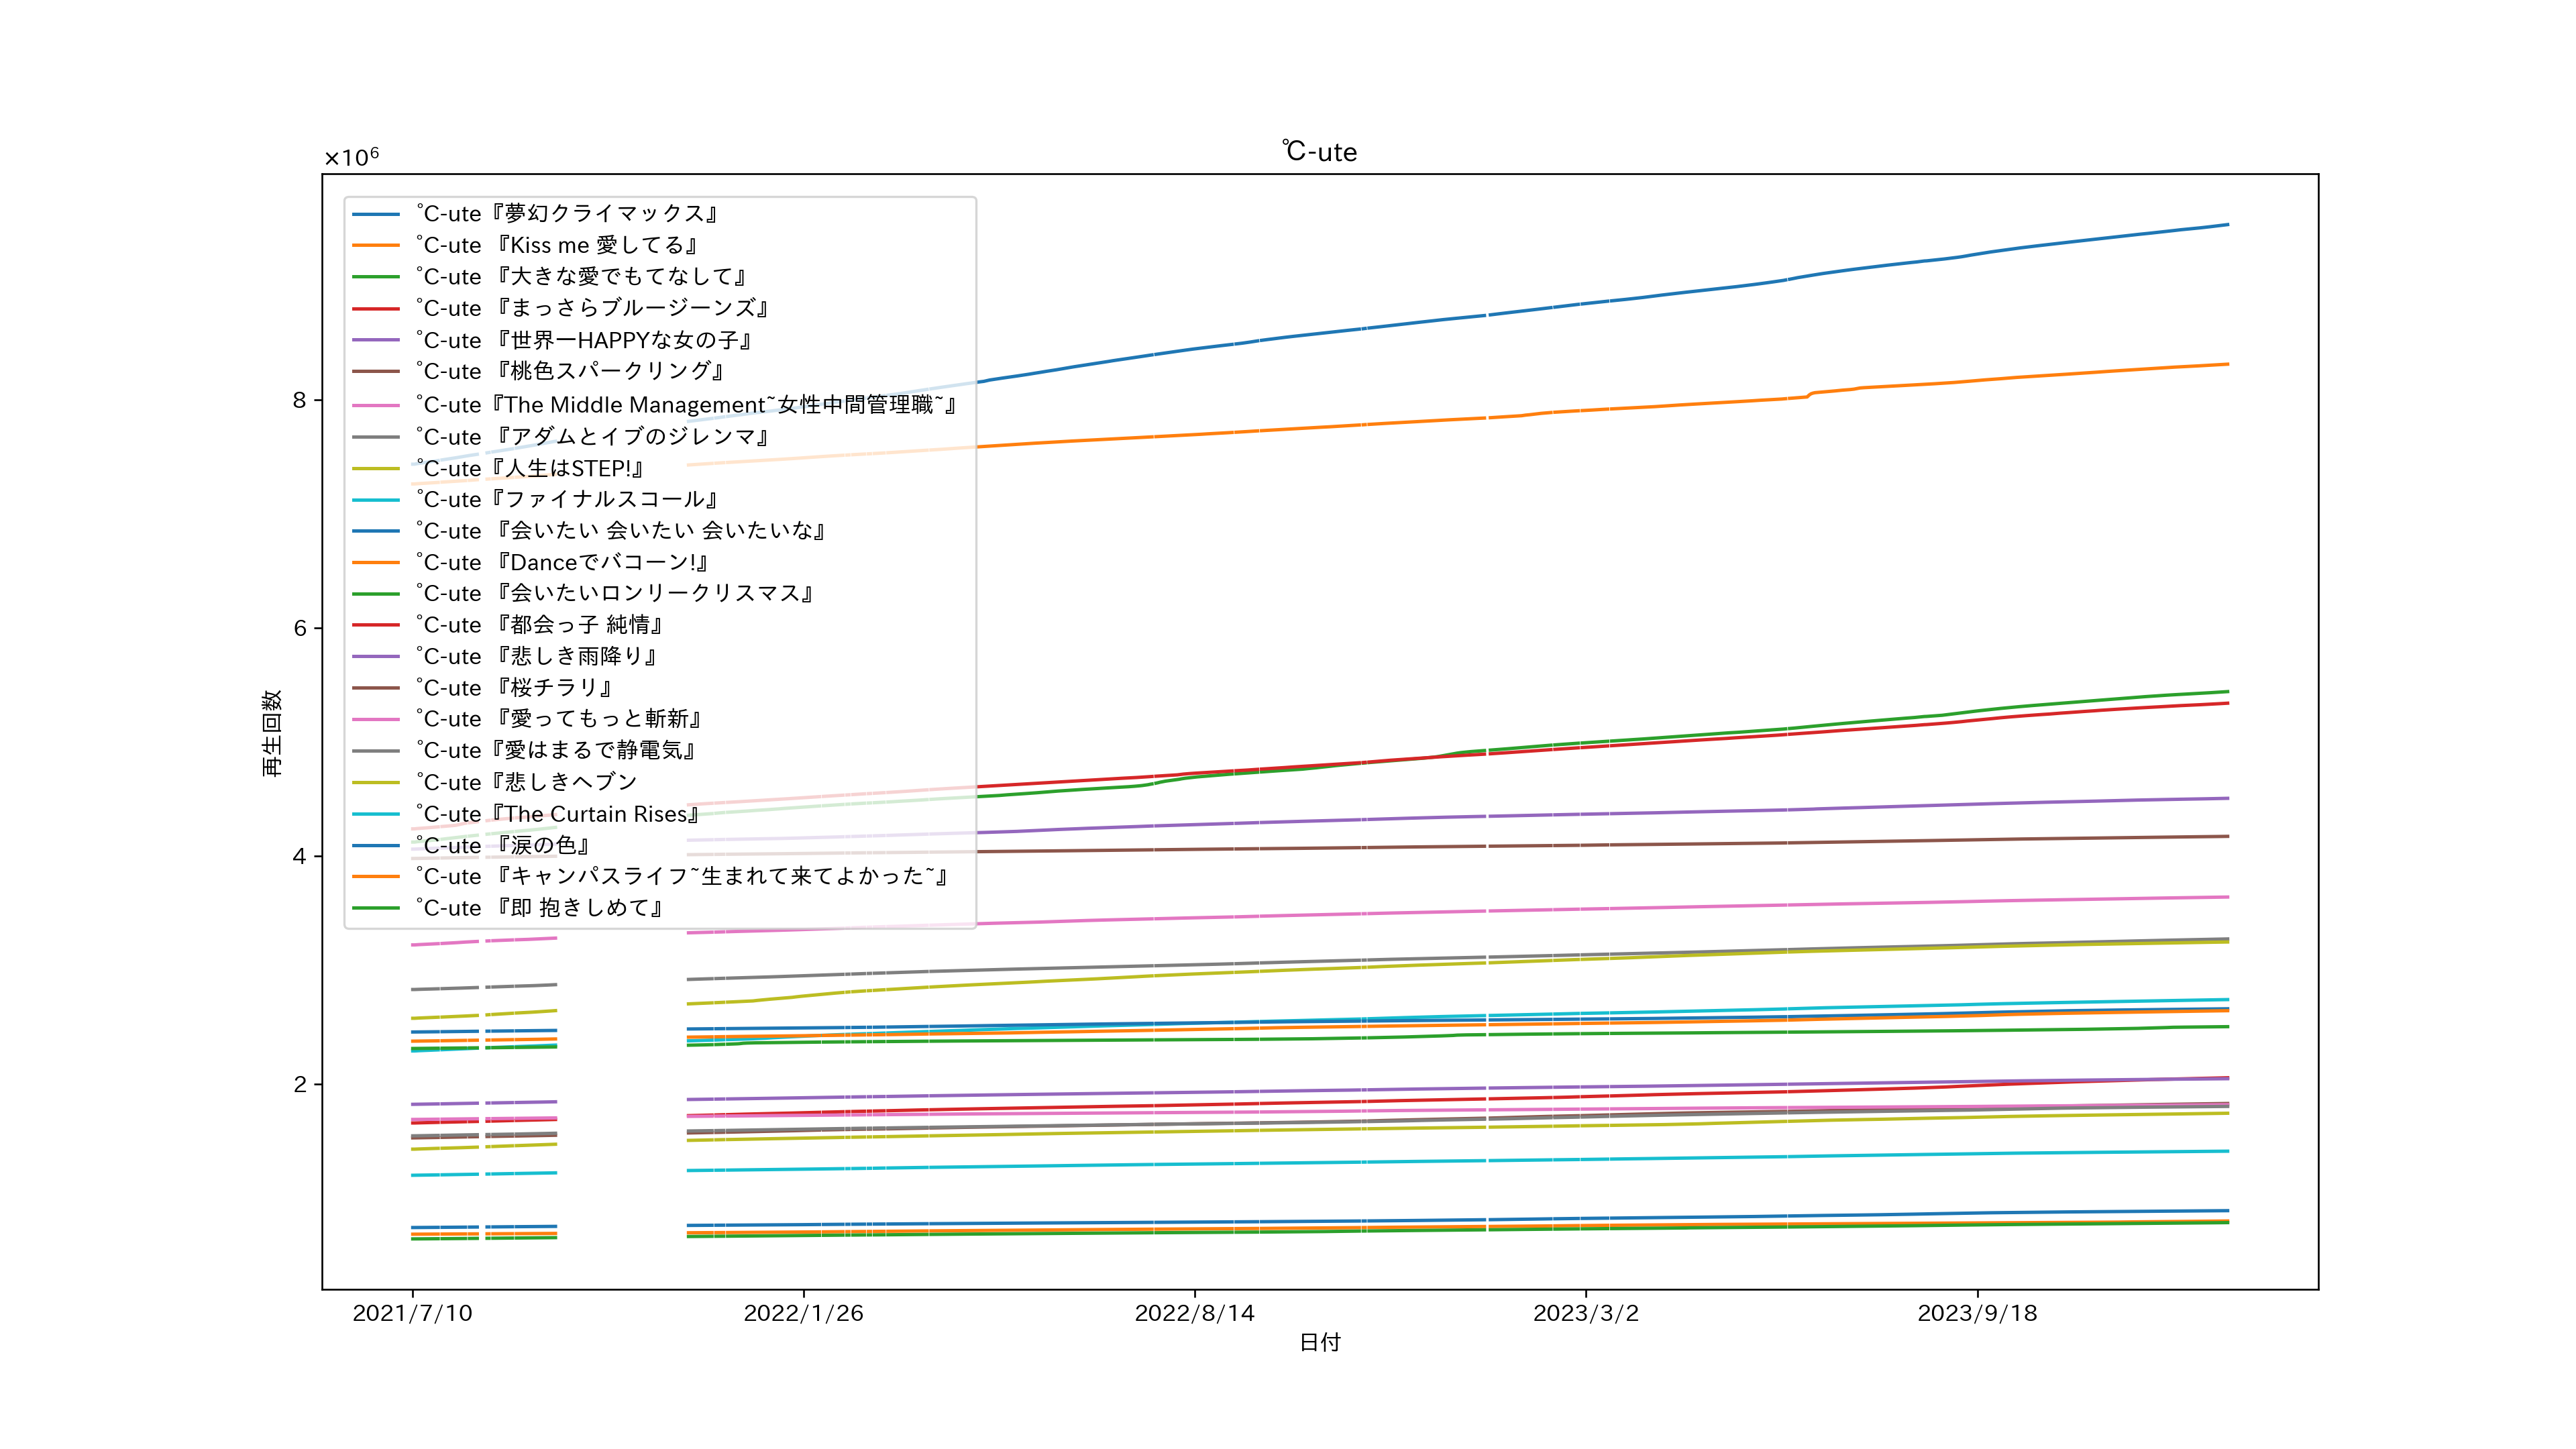 ℃-ute
×10⁶
˚C-ute『夢幻クライマックス』
˚C-ute 『Kiss me 愛してる』
˚C-ute 『大きな愛でもてなして』
˚C-ute 『まっさらブルージーンズ』
˚C-ute 『世界一HAPPYな女の子』
˚C-ute 『桃色スパークリング』
˚C-ute『The Middle Management~女性中間管理職~』
˚C-ute 『アダムとイブのジレンマ』
˚C-ute『人生はSTEP!』
˚C-ute『ファイナルスコール』
˚C-ute 『会いたい 会いたい 会いたいな』
˚C-ute 『Danceでバコーン!』
˚C-ute 『会いたいロンリークリスマス』
˚C-ute 『都会っ子 純情』
˚C-ute 『悲しき雨降り』
˚C-ute 『桜チラリ』
˚C-ute 『愛ってもっと斬新』
˚C-ute『愛はまるで静電気』
˚C-ute『悲しきヘブン
˚C-ute『The Curtain Rises』
˚C-ute 『涙の色』
˚C-ute 『キャンパスライフ~生まれて来てよかった~』
˚C-ute 『即 抱きしめて』
8
6
4
2
再生回数
2021/7/10
2022/1/26
2022/8/14
2023/3/2
2023/9/18
日付